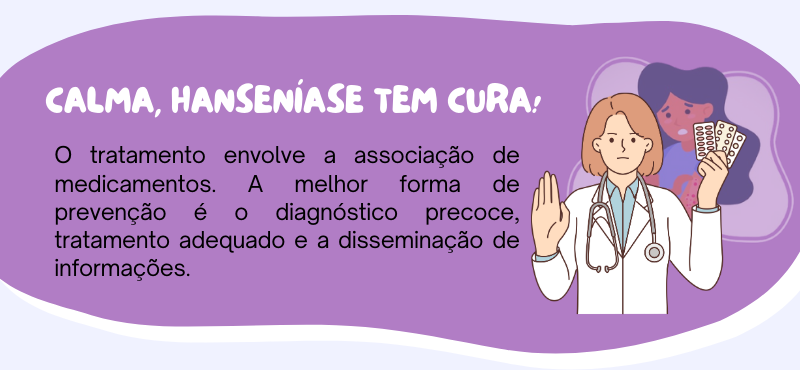 CALMA, HANSENÍASE TEM CURA!
O tratamento envolve a associação de
medicamentos. A melhor forma de
prevenção é o diagnóstico precoce,
tratamento adequado e a disseminação de
informações.